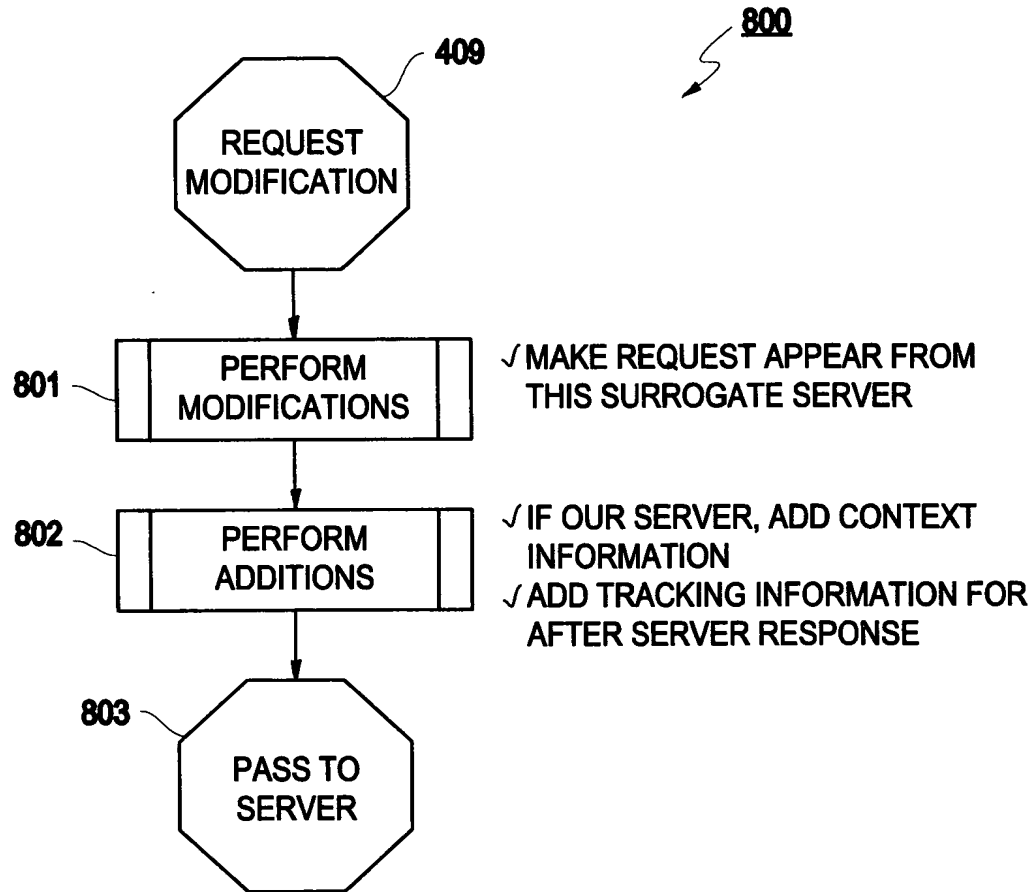 800
409
REQUEST
MODIFICATION
801
PERFORM
MODIFICATIONS
√ MAKE REQUEST APPEAR FROM
THIS SURROGATE SERVER
802
PERFORM
ADDITIONS
√ IF OUR SERVER, ADD CONTEXT
INFORMATION
√ ADD TRACKING INFORMATION FOR
AFTER SERVER RESPONSE
803
PASS TO
SERVER